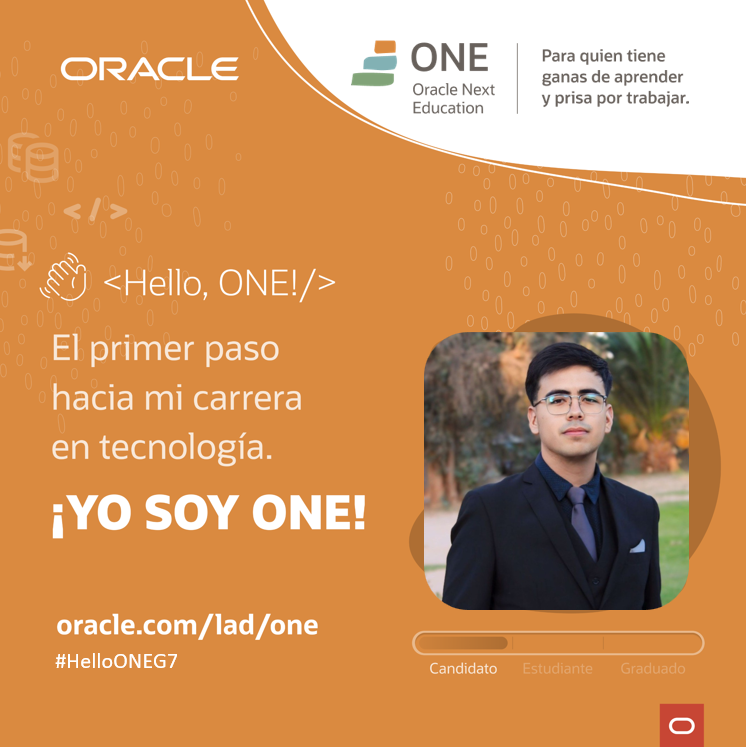 ORACLE
ONE
Oracle Next
Education
Para quien tiene
ganas de aprender
y prisa por trabajar.
</>
<Hello, ONE!/>
El primer paso
hacia mi carrera
en tecnología.
¡YO SOY ONE!
oracle.com/lad/one
#HelloONEG7
Candidato Estudiante Graduado